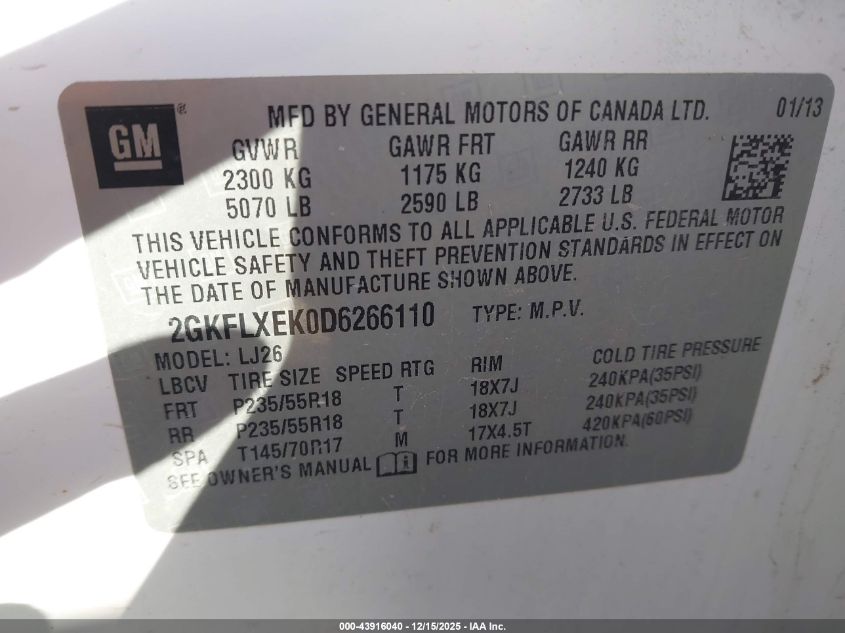 GM ®
MFD BY GENERAL MOTORS OF CANADA LTD. 01/13
GVWR GAWR FRT GAWR RR
2300 KG 1175 KG 1240 KG
5070 LB 2590 LB 2733 LB
THIS VEHICLE CONFORMS TO ALL APPLICABLE U.S. FEDERAL MOTOR
VEHICLE SAFETY AND THEFT PREVENTION STANDARDS IN EFFECT ON
THE DATE OF MANUFACTURE SHOWN ABOVE.
2GKFLXEK0D6266110 TYPE: M.P.V.
MODEL: LJ26
LBCV TIRE SIZE SPEED RTG RIM COLD TIRE PRESSURE
FRT P235/55R18 T 18X7J 240KPA(35PSI)
RR P235/55R18 T 18X7J 240KPA(35PSI)
SPA T145/70R17 M 17X4.5T 420KPA(60PSI)
SEE OWNER'S MANUAL FOR MORE INFORMATION.
000-43916040 - 12/15/2025 - IAA Inc.